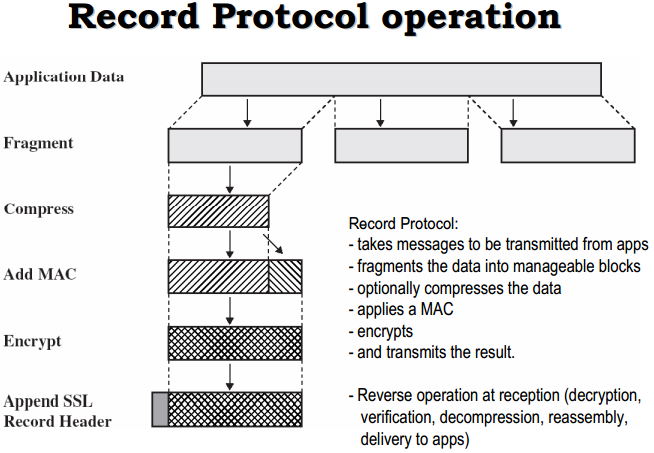 Record Protocol operation
Application Data
Fragment
Compress
Add MAC
Encrypt
Append SSL
Record Header
Record Protocol:
- takes messages to be transmitted from apps
- fragments the data into manageable blocks
- optionally compresses the data
- applies a MAC
- encrypts
- and transmits the result.
- Reverse operation at reception (decryption,
verification, decompression, reassembly,
delivery to apps)